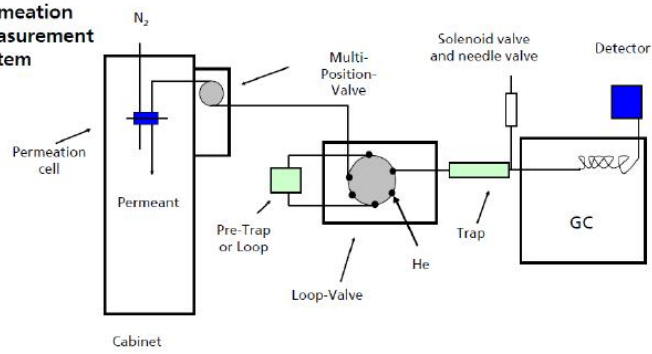 meation
asurement
tem
N₂
Multi-
Position-
Valve
Solenoid valve
and needle valve
Detector
Permeation
cell
Permeant
Pre-Trap
or Loop
Trap
GC
He
Loop-Valve
Cabinet